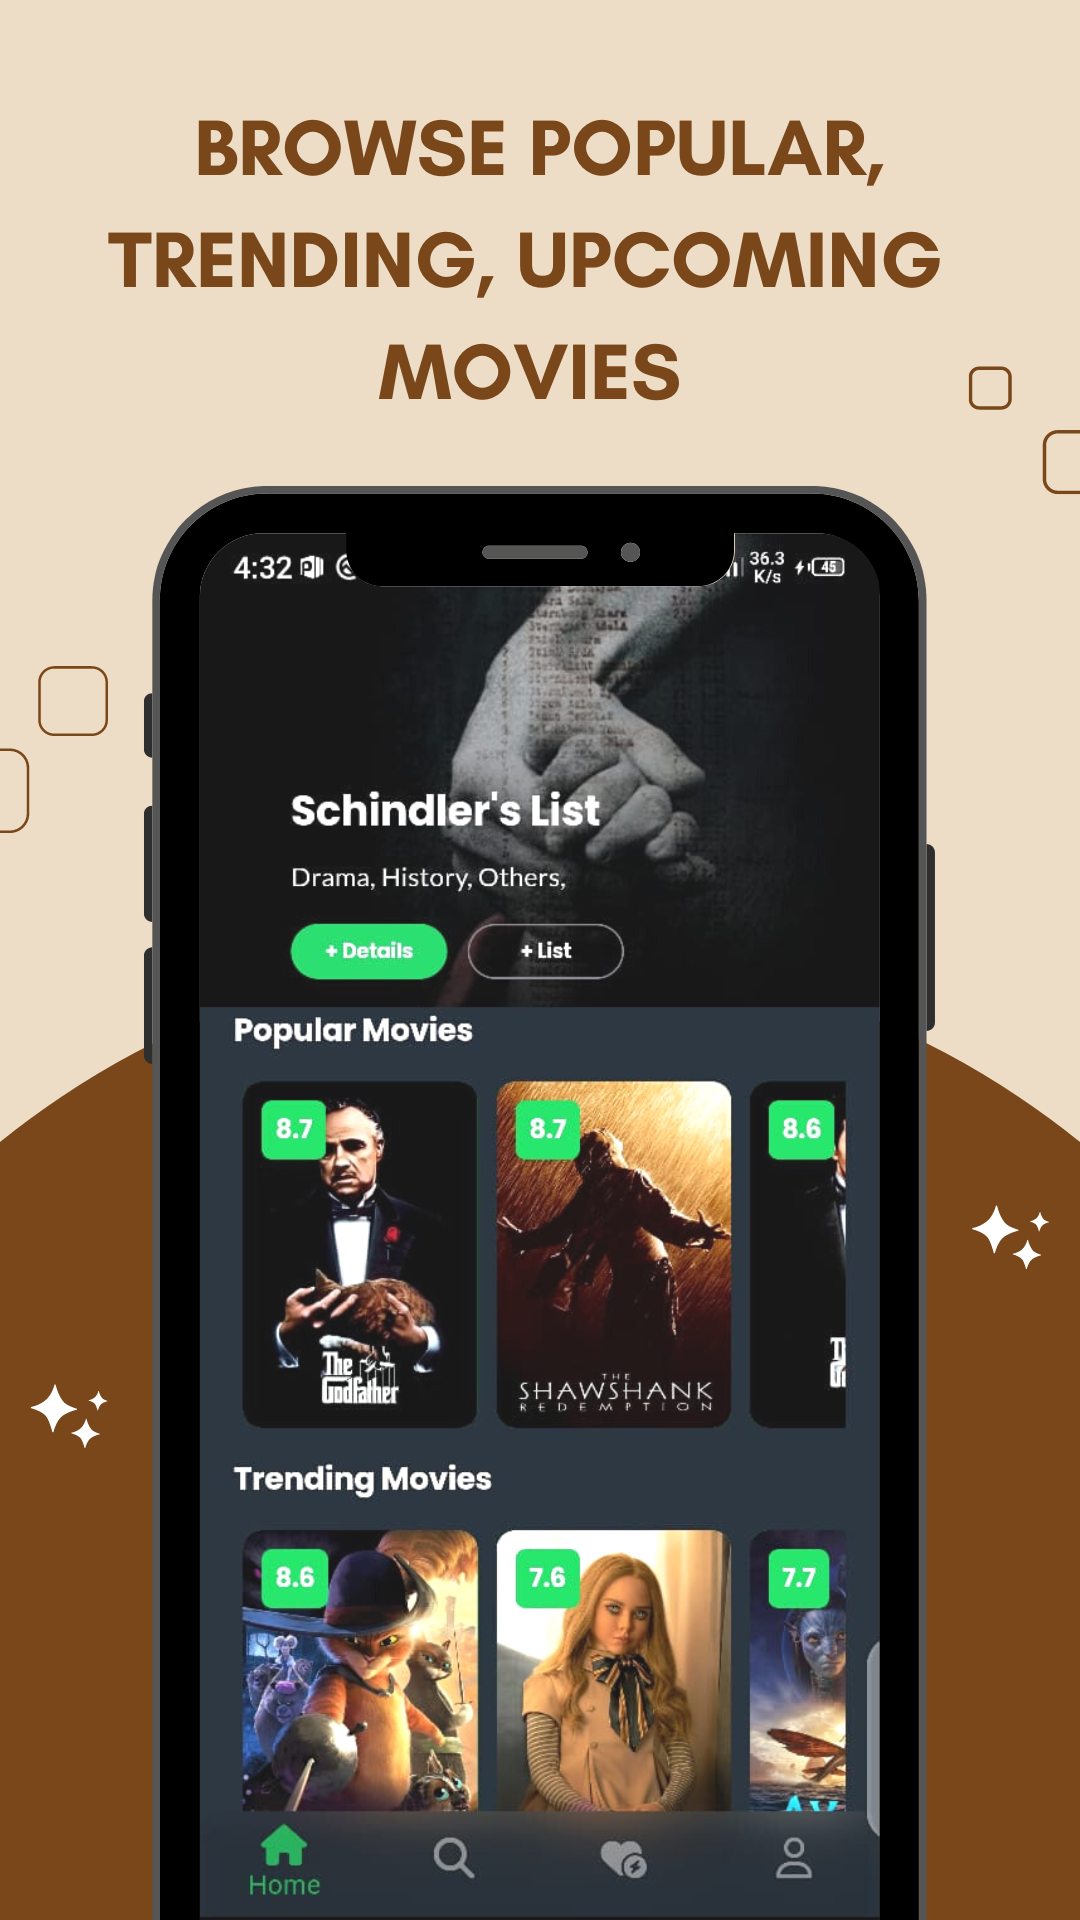 BROWSE POPULAR,
TRENDING, UPCOMING
MOVIES
4:32
36.3
K/s
45
Schindler's List
Drama, History, Others,
+ Details
+ List
Popular Movies
8.7
8.7
8.6
The
Godfather
THE
SHAWSHANK
REDEMPTION
Trending Movies
8.6
7.6
7.7
Home